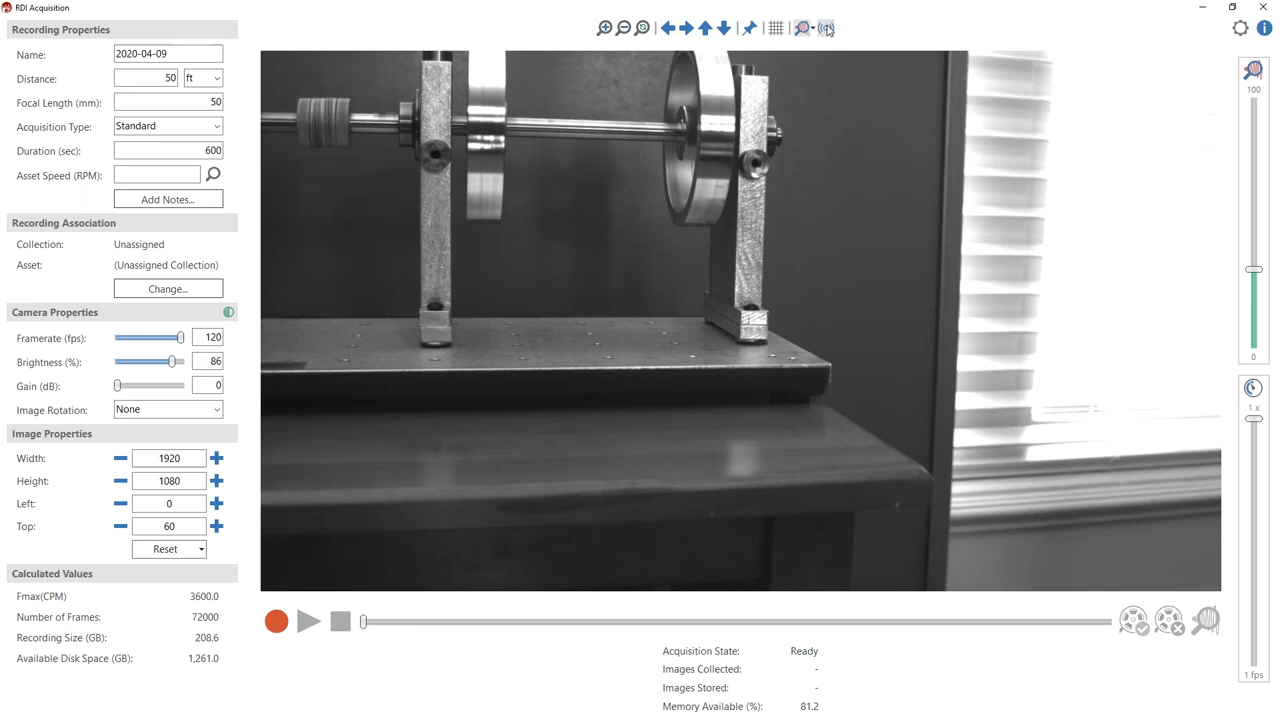 RDI Acquisition
Recording Properties
Name: 2020-04-09
Distance: 50 ft
Focal Length (mm): 50
Acquisition Type: Standard
Duration (sec): 600
Asset Speed (RPM):
Add Notes...
Recording Association
Collection: Unassigned
Asset: (Unassigned Collection)
Change...
Camera Properties
Framerate (fps): 120
Brightness (%): 86
Gain (dB): 0
Image Rotation: None
Image Properties
Width: 1920
Height: 1080
Left: 0
Top: 60
Reset
Calculated Values
Fmax(CPM) 3600.0
Number of Frames: 72000
Recording Size (GB): 208.6
Available Disk Space (GB): 1,261.0
Acquisition State: Ready
Images Collected: -
Images Stored: -
Memory Available (%): 81.2
100
0
1 x
1 fps